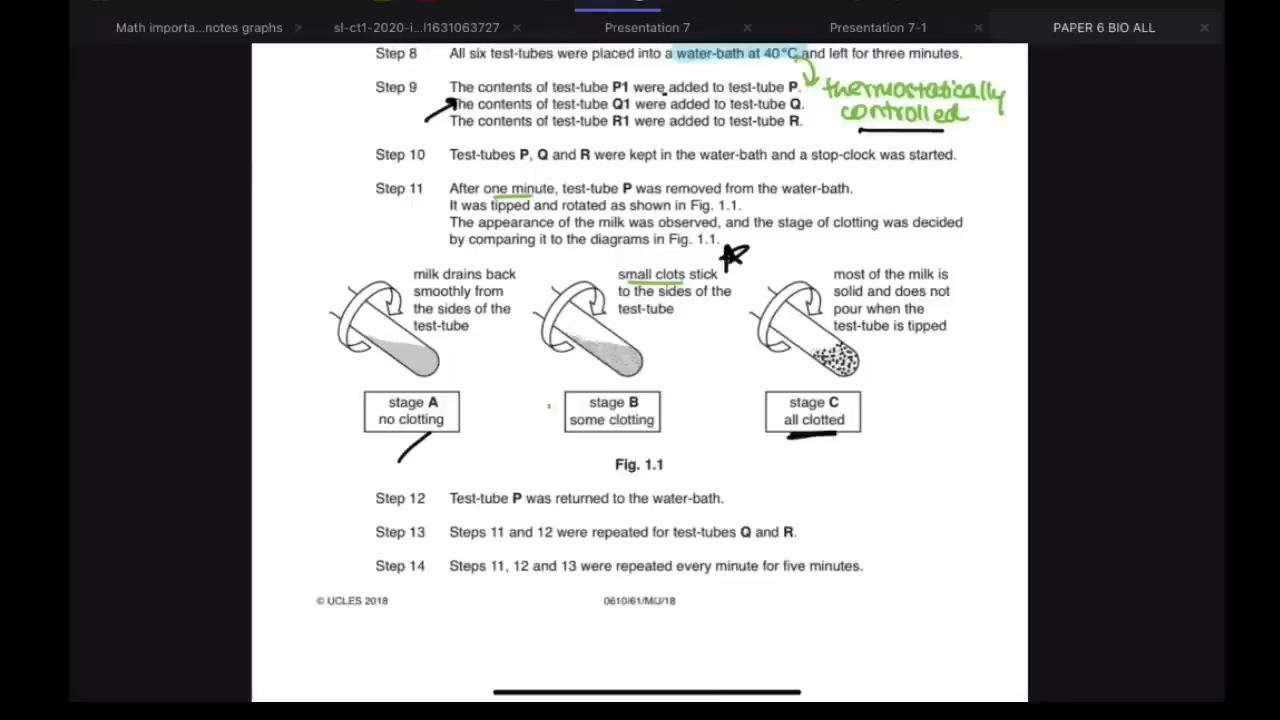 Math importa...notes graphs
sl-ct1-2020-i...l1631063727
Presentation 7
Presentation 7-1
PAPER 6 BIO ALL
Step 8 All six test-tubes were placed into a water-bath at 40 °C and left for three minutes.
Step 9 The contents of test-tube P1 were added to test-tube P.
The contents of test-tube Q1 were added to test-tube Q.
The contents of test-tube R1 were added to test-tube R.
thermostatically
controlled
Step 10 Test-tubes P, Q and R were kept in the water-bath and a stop-clock was started.
Step 11 After one minute, test-tube P was removed from the water-bath.
It was tipped and rotated as shown in Fig. 1.1.
The appearance of the milk was observed, and the stage of clotting was decided
by comparing it to the diagrams in Fig. 1.1.
milk drains back
smoothly from
the sides of the
test-tube
small clots stick
to the sides of the
test-tube
most of the milk is
solid and does not
pour when the
test-tube is tipped
stage A
no clotting
stage B
some clotting
stage C
all clotted
Fig. 1.1
Step 12 Test-tube P was returned to the water-bath.
Step 13 Steps 11 and 12 were repeated for test-tubes Q and R.
Step 14 Steps 11, 12 and 13 were repeated every minute for five minutes.
© UCLES 2018
0610/61/M/J/18